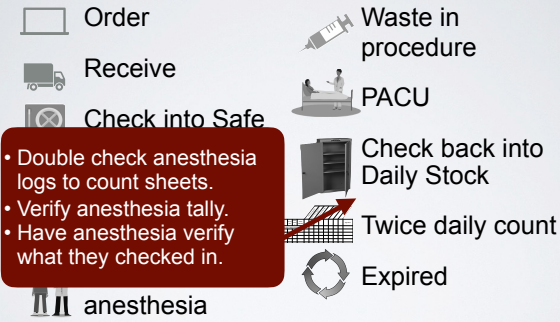 Order
Receive
Check into Safe
• Double check anesthesia
logs to count sheets.
• Verify anesthesia tally.
• Have anesthesia verify
what they checked in.
anesthesia
Waste in
procedure
PACU
Check back into
Daily Stock
Twice daily count
Expired